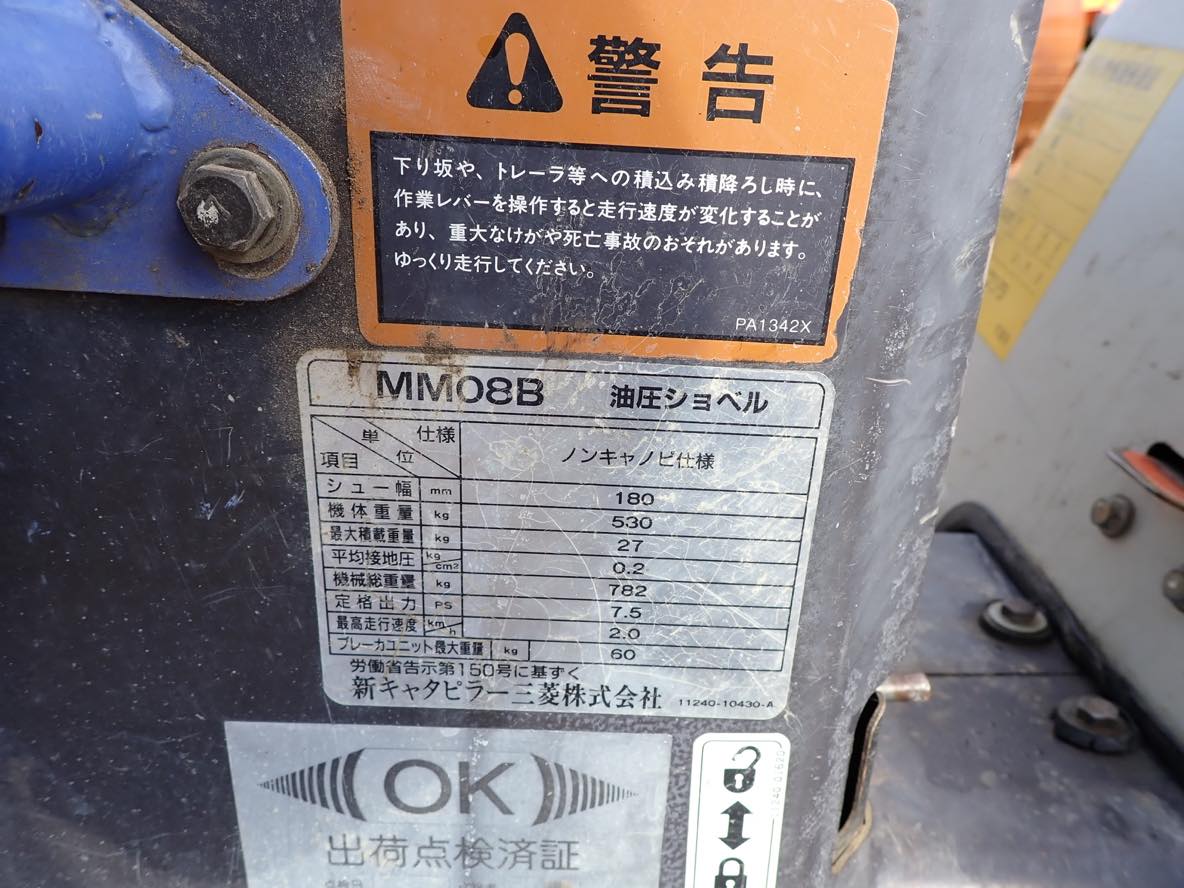 警告
下り坂や、トレーラ等への積込み積降ろし時に、
作業レバーを操作すると走行速度が変化することが
あり、重大なけがや死亡事故のおそれがあります。
ゆっくり走行してください。
PA1342X
MM08B 油圧ショベル
単位 仕様
項目 ノンキャノピ仕様
シュー幅 mm 180
機体重量 kg 530
最大積載重量 kg 27
平均接地圧 kg/cm² 0.2
機械総重量 kg 782
定格出力 PS 7.5
最高走行速度 km/h 2.0
ブレーカユニット最大重量 kg 60
労働省告示第150号に基ずく
新キャタピラー三菱株式会社 11240-10430-A
OK
出荷点検済証